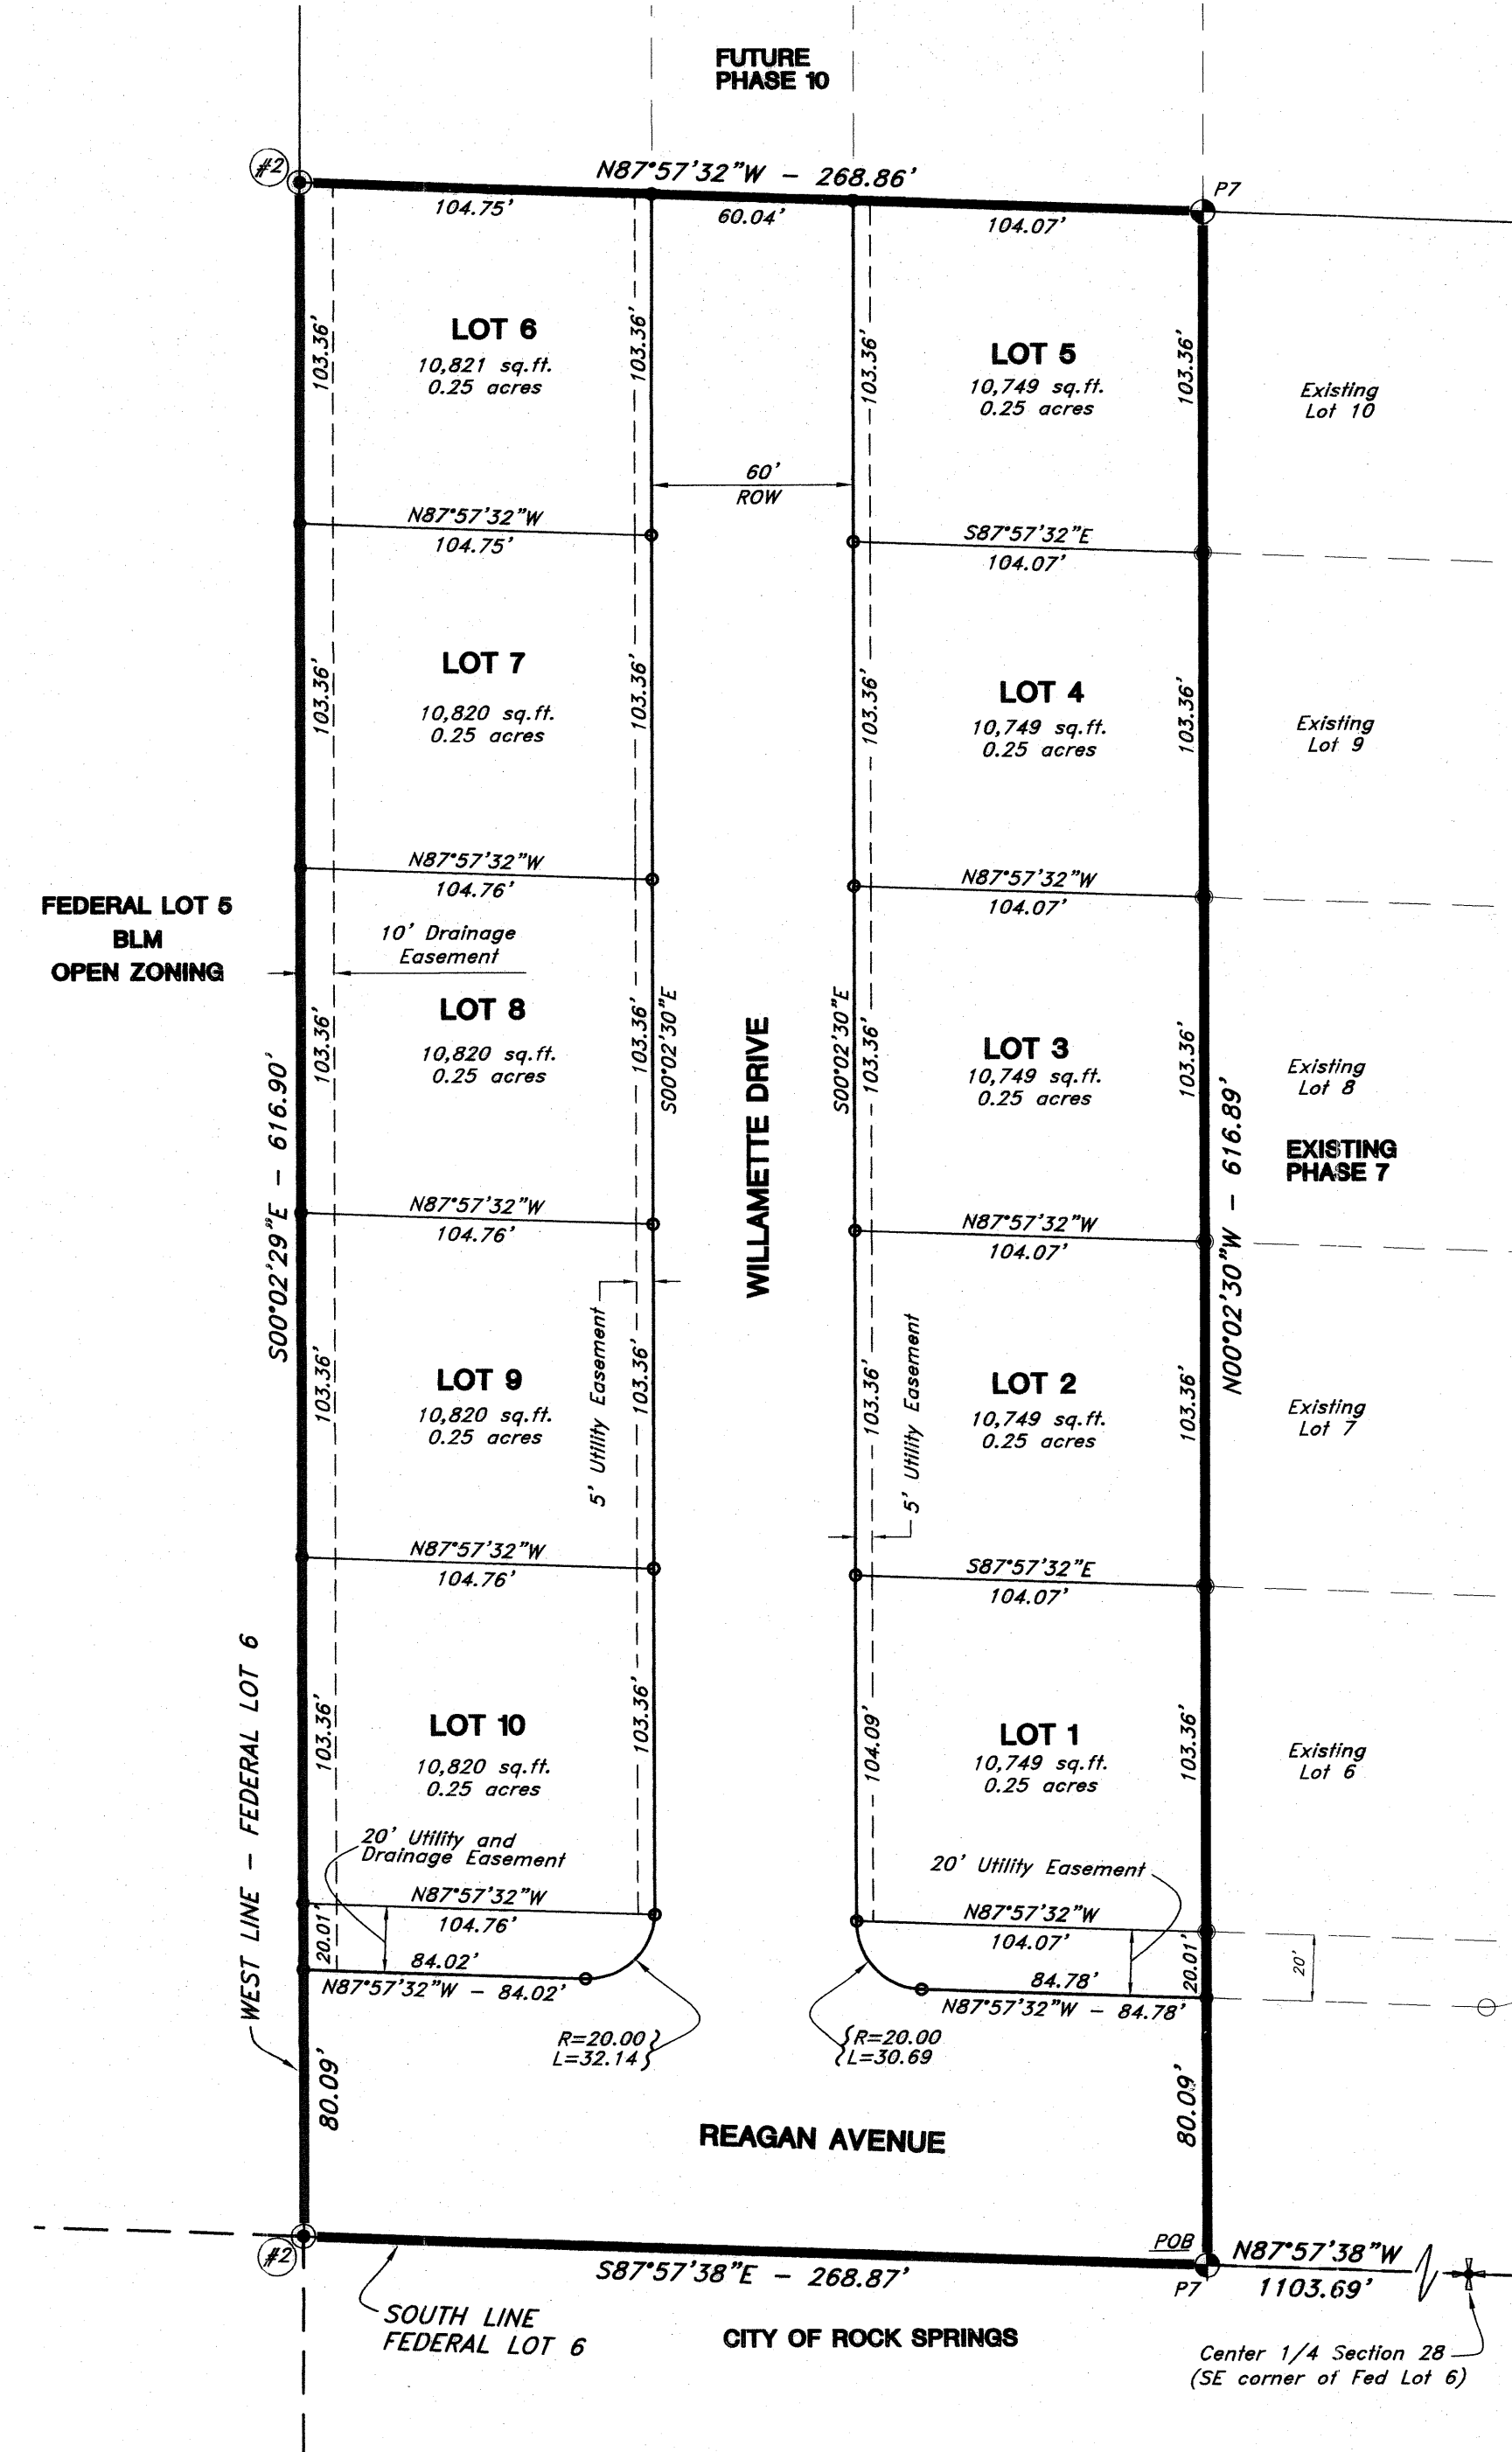 FUTURE
PHASE 10
#2
N87°57'32"W - 268.86'
P7
104.75'
60.04'
104.07'
LOT 6
10,821 sq.ft.
0.25 acres
103.36'
103.36'
103.36'
LOT 5
10,749 sq.ft.
0.25 acres
103.36'
Existing
Lot 10
60'
ROW
N87°57'32"W
104.75'
S87°57'32"E
104.07'
LOT 7
10,820 sq.ft.
0.25 acres
103.36'
103.36'
103.36'
LOT 4
10,749 sq.ft.
0.25 acres
103.36'
Existing
Lot 9
N87°57'32"W
104.76'
N87°57'32"W
104.07'
FEDERAL LOT 5
BLM
OPEN ZONING
10' Drainage
Easement
LOT 8
10,820 sq.ft.
0.25 acres
103.36'
103.36'
S00°02'30"E
WILLAMETTE DRIVE
S00°02'30"E
103.36'
LOT 3
10,749 sq.ft.
0.25 acres
103.36'
Existing
Lot 8
EXISTING
PHASE 7
S00°02'29"E - 616.90'
N00°02'30"W - 616.89'
N87°57'32"W
104.76'
N87°57'32"W
104.07'
LOT 9
10,820 sq.ft.
0.25 acres
103.36'
5' Utility Easement
103.36'
103.36'
5' Utility Easement
LOT 2
10,749 sq.ft.
0.25 acres
103.36'
Existing
Lot 7
N87°57'32"W
104.76'
S87°57'32"E
104.07'
WEST LINE - FEDERAL LOT 6
LOT 10
10,820 sq.ft.
0.25 acres
103.36'
103.36'
104.09'
LOT 1
10,749 sq.ft.
0.25 acres
103.36'
Existing
Lot 6
20' Utility and
Drainage Easement
20' Utility Easement
N87°57'32"W
104.76'
N87°57'32"W
104.07'
20.01'
84.02'
N87°57'32"W - 84.02'
20.01'
84.78'
N87°57'32"W - 84.78'
20'
R=20.00
L=32.14
R=20.00
L=30.69
80.09'
80.09'
REAGAN AVENUE
#2
S87°57'38"E - 268.87'
POB
P7
N87°57'38"W
1103.69'
SOUTH LINE
FEDERAL LOT 6
CITY OF ROCK SPRINGS
Center 1/4 Section 28
(SE corner of Fed Lot 6)